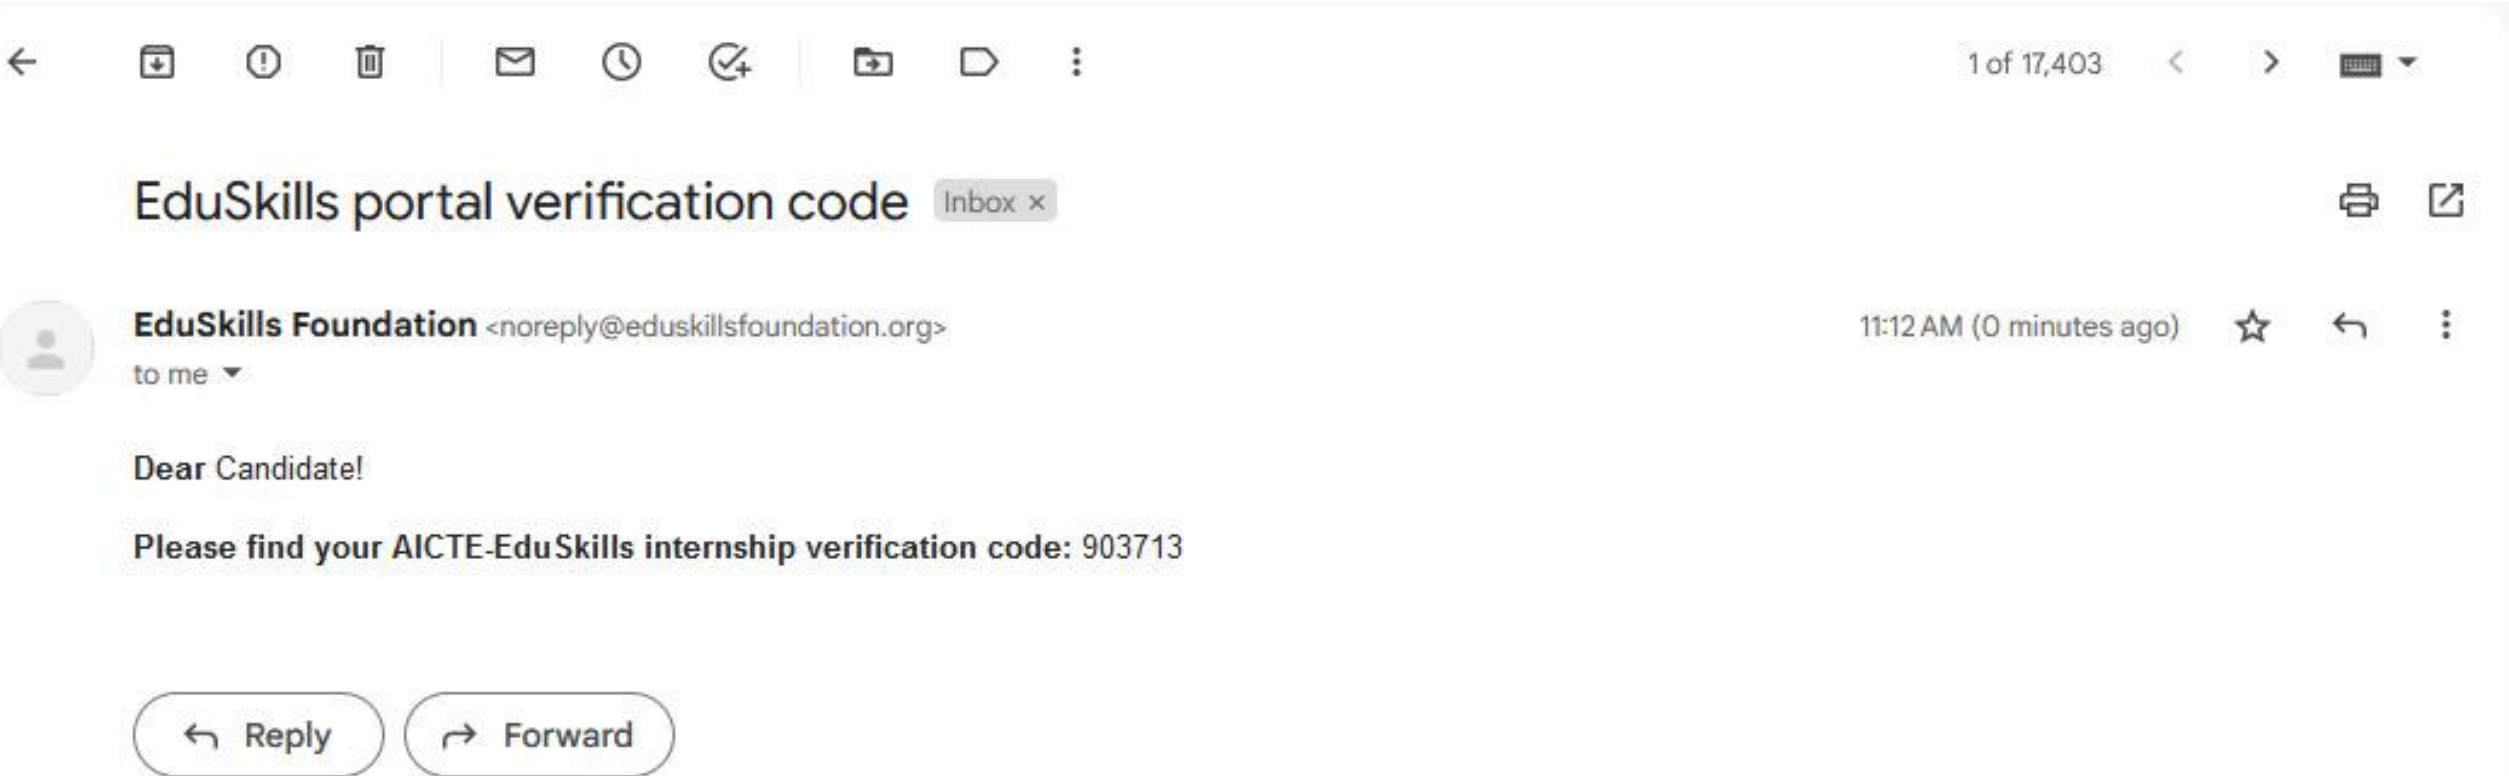 1 of 17,403
EduSkills portal verification code Inbox ×
EduSkills Foundation <noreply@eduskillsfoundation.org> 11:12 AM (0 minutes ago)
to me
Dear Candidate!
Please find your AICTE-EduSkills internship verification code: 903713
Reply Forward